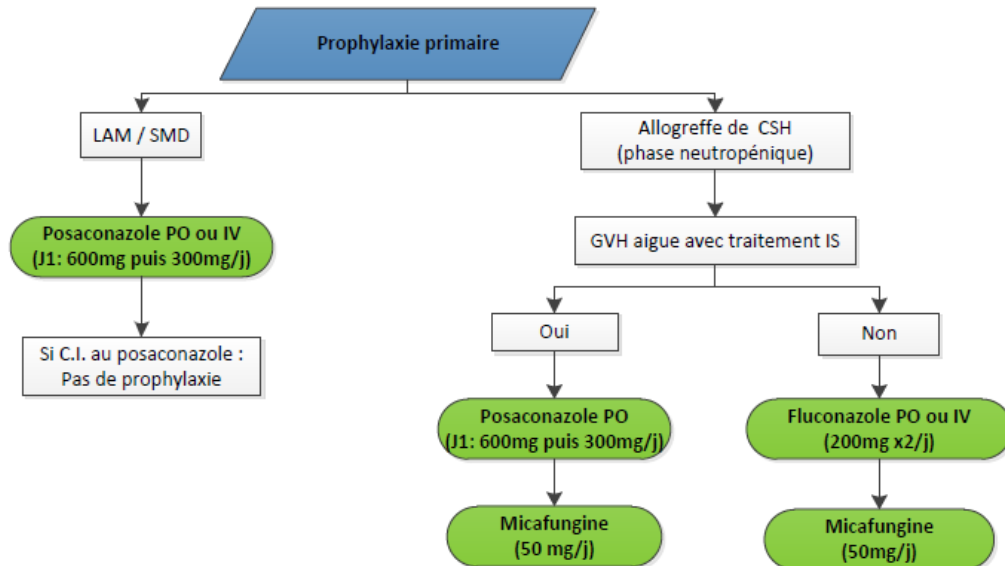 Prophylaxie primaire
LAM / SMD
Allogreffe de CSH
(phase neutropénique)
Posaconazole PO ou IV
(J1: 600mg puis 300mg/j)
GVH aigue avec traitement IS
Si C.I. au posaconazole :
Pas de prophylaxie
Oui
Non
Posaconazole PO
(J1: 600mg puis 300mg/j)
Fluconazole PO ou IV
(200mg x2/j)
Micafungine
(50 mg/j)
Micafungine
(50mg/j)